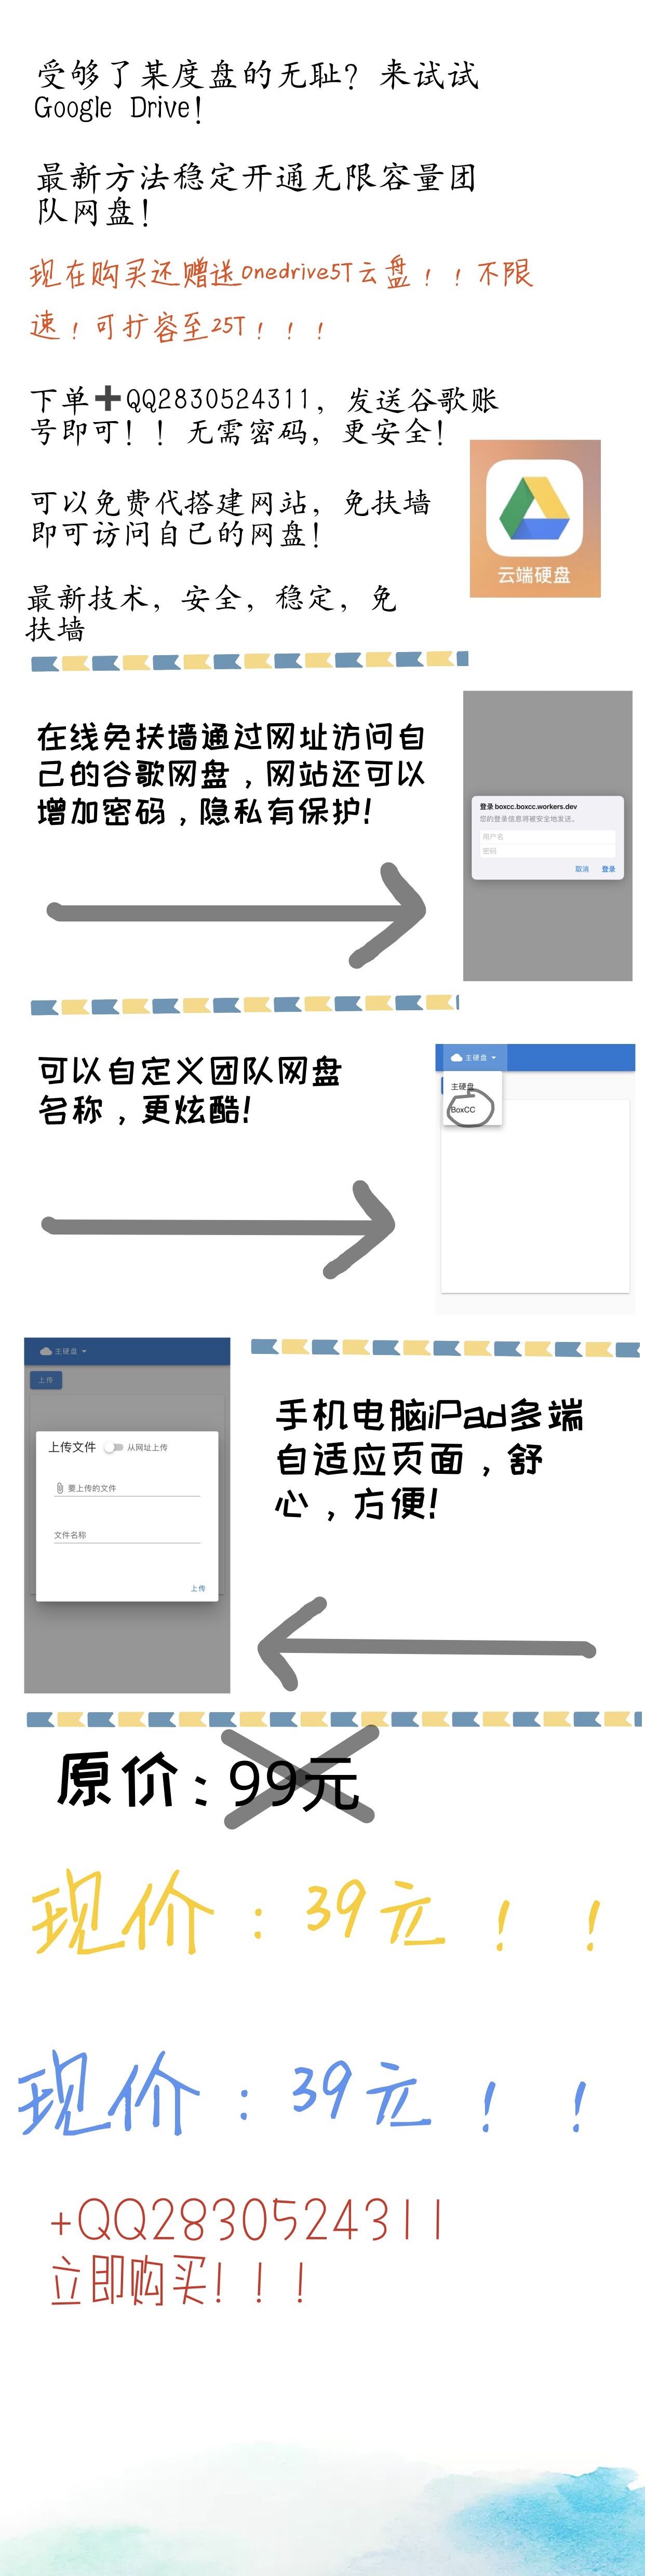 受够了某度盘的无耻？来试试
Google Drive！
最新方法稳定开通无限容量团
队网盘！
现在购买还赠送Onedrive5T云盘！！不限
速！可扩容至25T！！！
下单➕QQ2830524311，发送谷歌账
号即可！！无需密码，更安全！
可以免费代搭建网站，免扶墙
即可访问自己的网盘！
云端硬盘
最新技术，安全，稳定，免
扶墙
在线免扶墙通过网址访问自
己的谷歌网盘，网站还可以
增加密码，隐私有保护！
登录 boxcc.boxcc.workers.dev
您的登录信息将被安全地发送。
用户名
密码
取消 登录
可以自定义团队网盘
名称，更炫酷！
主硬盘
主硬盘
BoxCC
主硬盘
上传
上传文件 从网址上传
要上传的文件
文件名称
上传
手机电脑iPad多端
自适应页面，舒
心，方便！
原价：99元
现价：39元！！
现价：39元！！
+QQ2830524311
立即购买！！！